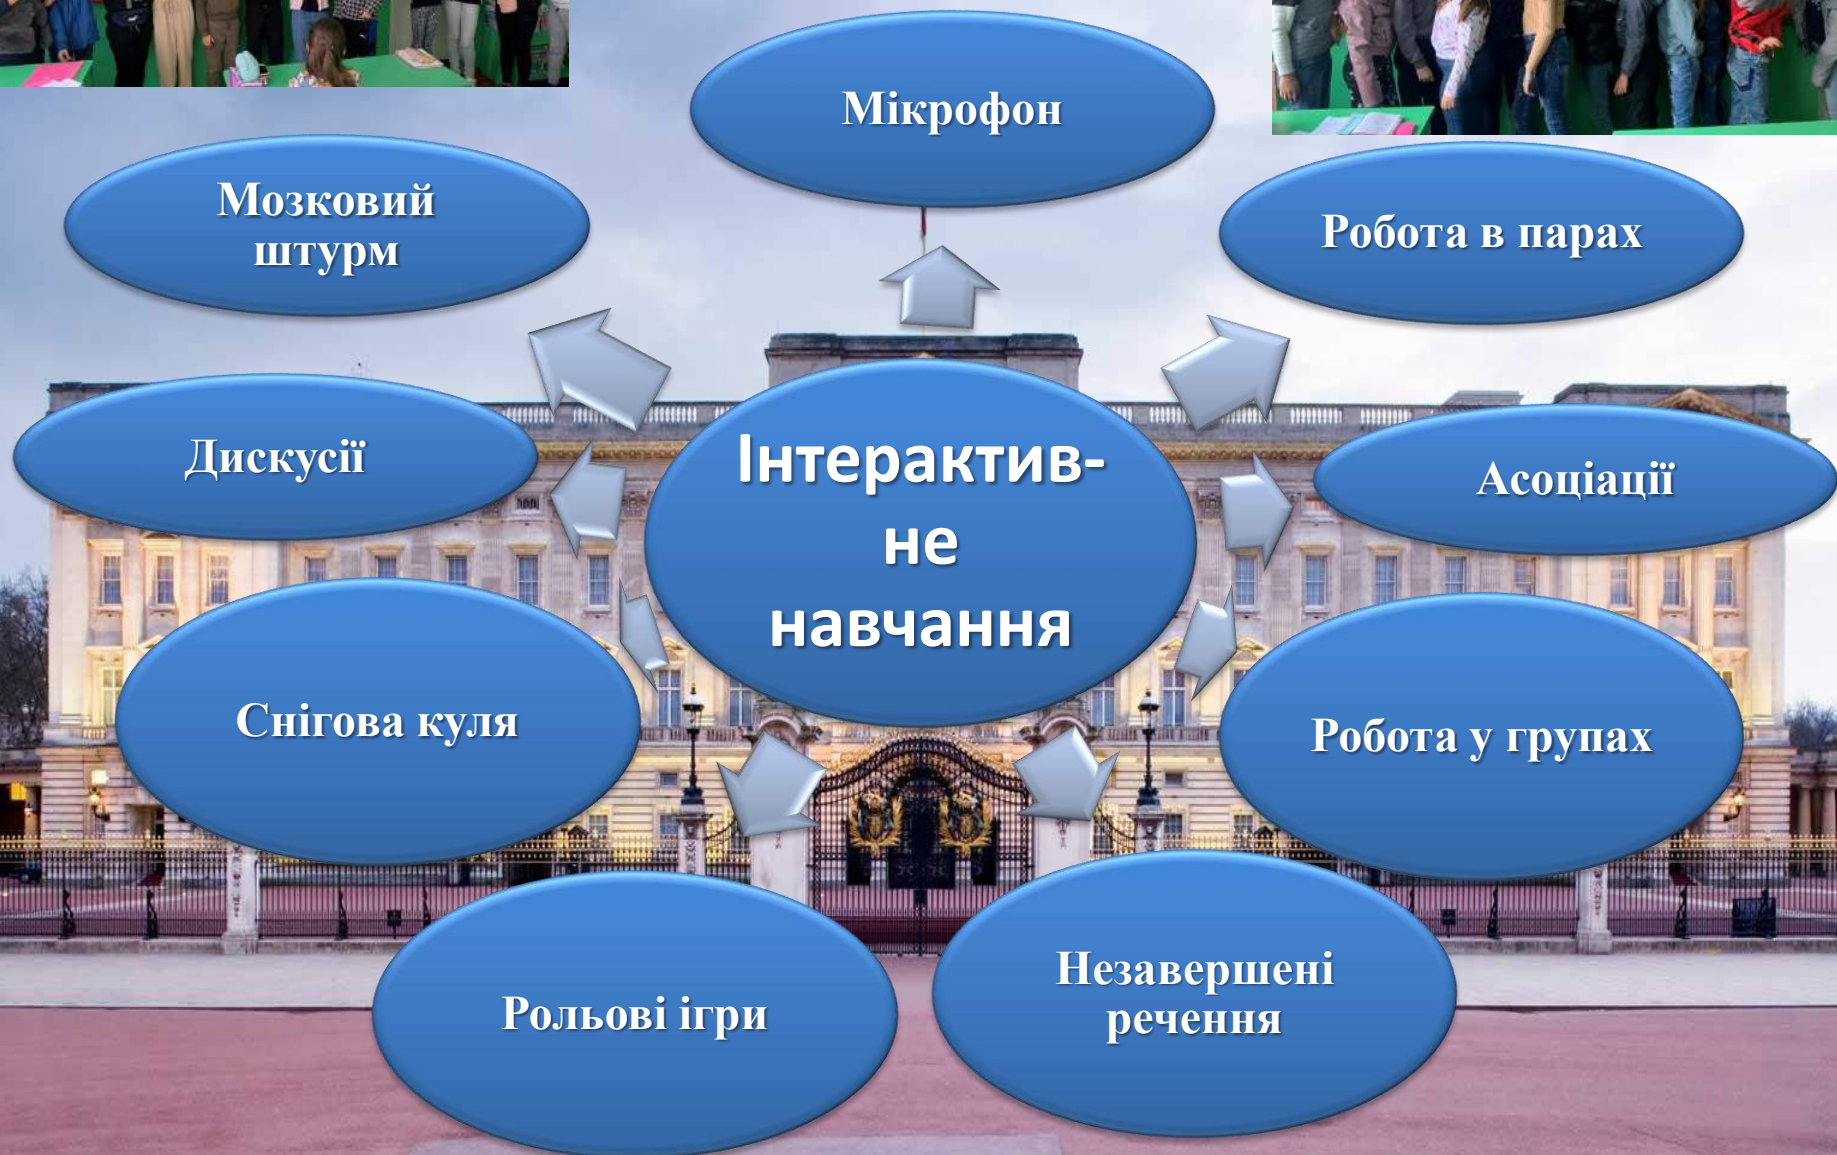 Мікрофон
Мозковий
штурм
Робота в парах
Дискусії
Інтерактив-
не
навчання
Асоціації
Снігова куля
Робота у групах
Рольові ігри
Незавершені
речення